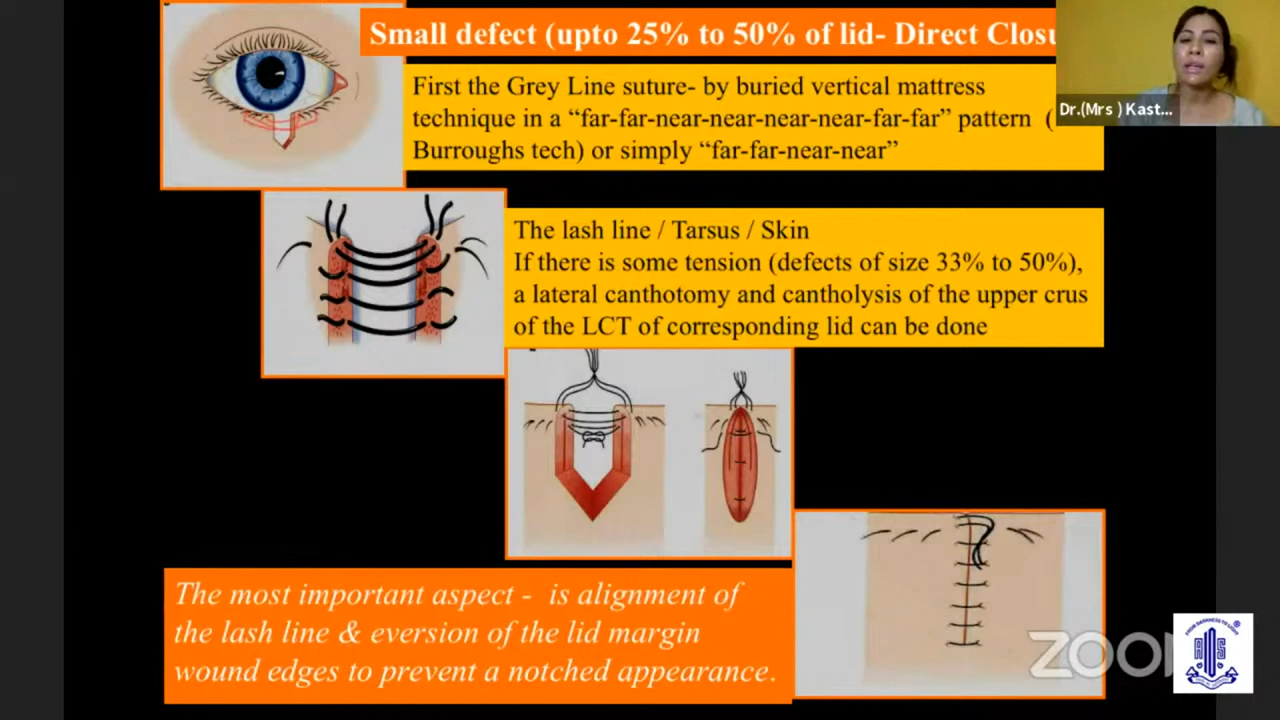 Small defect (upto 25% to 50% of lid- Direct Closu
First the Grey Line suture- by buried vertical mattress
technique in a “far-far-near-near-near-near-far-far” pattern (
Burroughs tech) or simply “far-far-near-near”
Dr.(Mrs ) Kast...
The lash line / Tarsus / Skin
If there is some tension (defects of size 33% to 50%),
a lateral canthotomy and cantholysis of the upper crus
of the LCT of corresponding lid can be done
The most important aspect - is alignment of
the lash line & eversion of the lid margin
wound edges to prevent a notched appearance.
ZOOM
FROM DARKNESS TO LIGHT